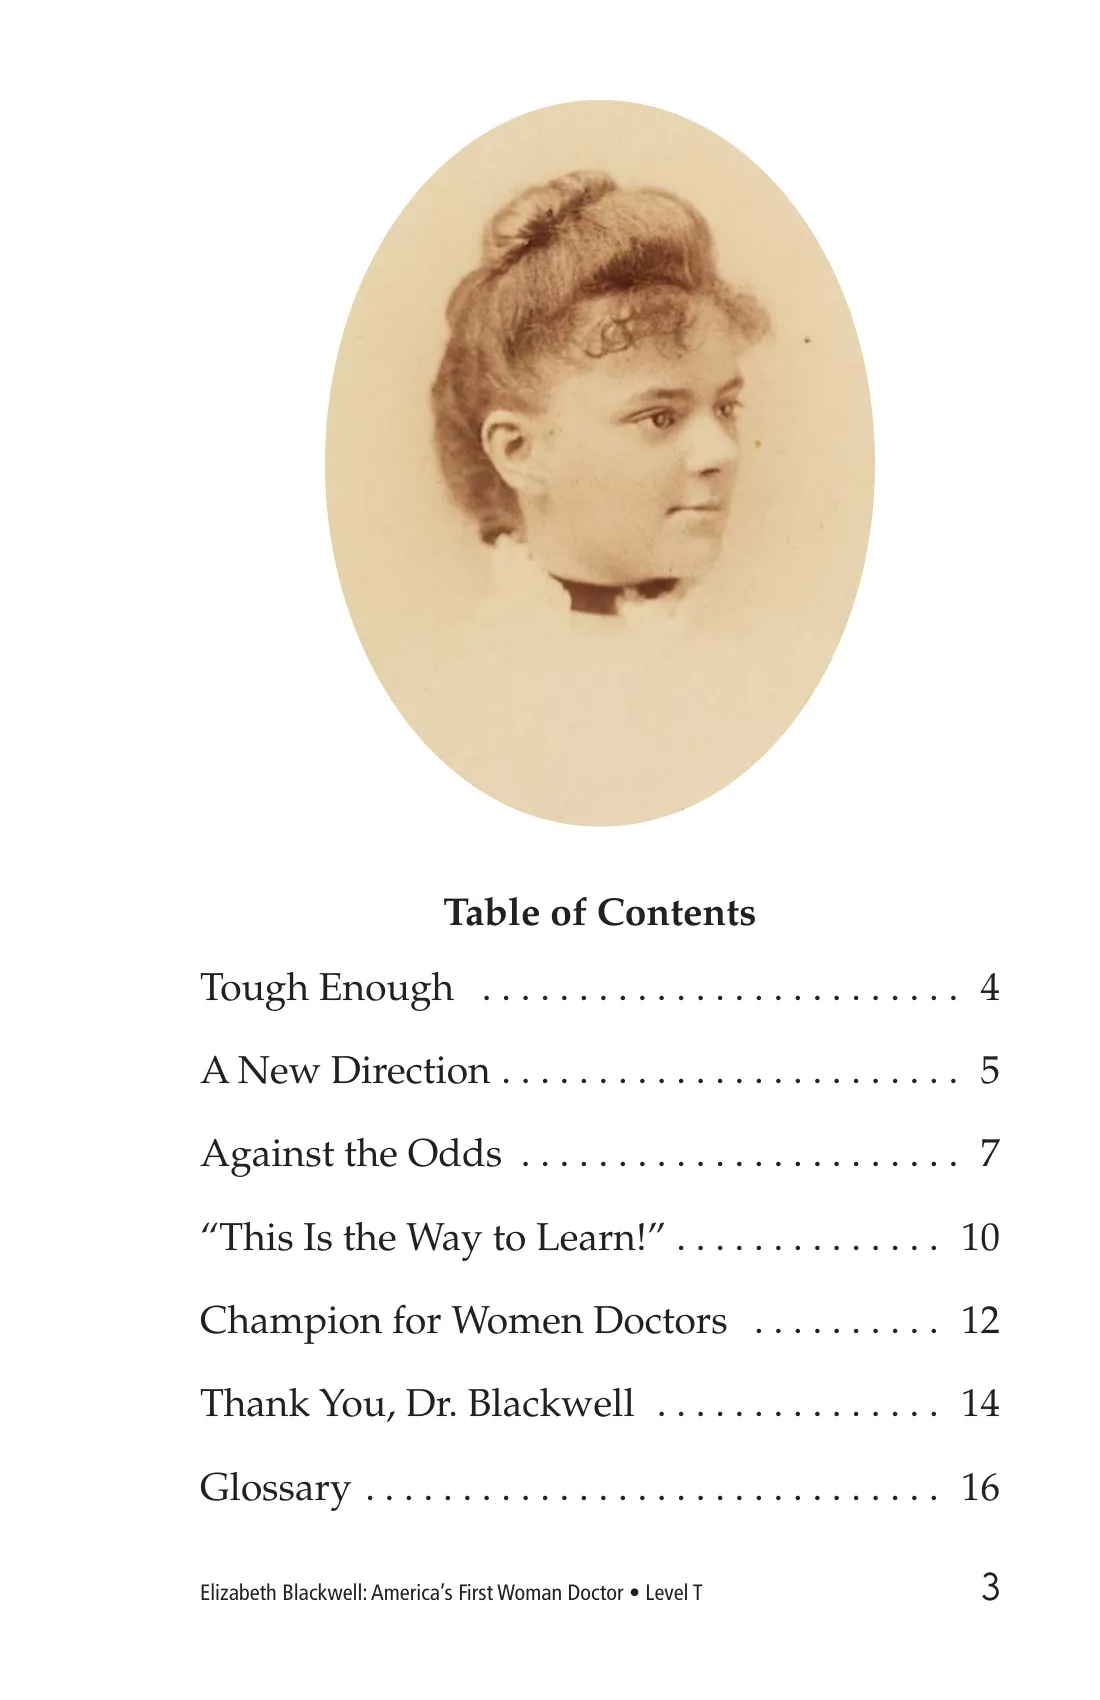 Table of Contents
Tough Enough . . . . . . . . . . . . . . . . . . . . . . . . . 4
A New Direction . . . . . . . . . . . . . . . . . . . . . . . . 5
Against the Odds . . . . . . . . . . . . . . . . . . . . . . . 7
“This Is the Way to Learn!” . . . . . . . . . . . . . . 10
Champion for Women Doctors . . . . . . . . . . 12
Thank You, Dr. Blackwell . . . . . . . . . . . . . . . 14
Glossary . . . . . . . . . . . . . . . . . . . . . . . . . . . . . . 16
Elizabeth Blackwell: America’s First Woman Doctor • Level T 3